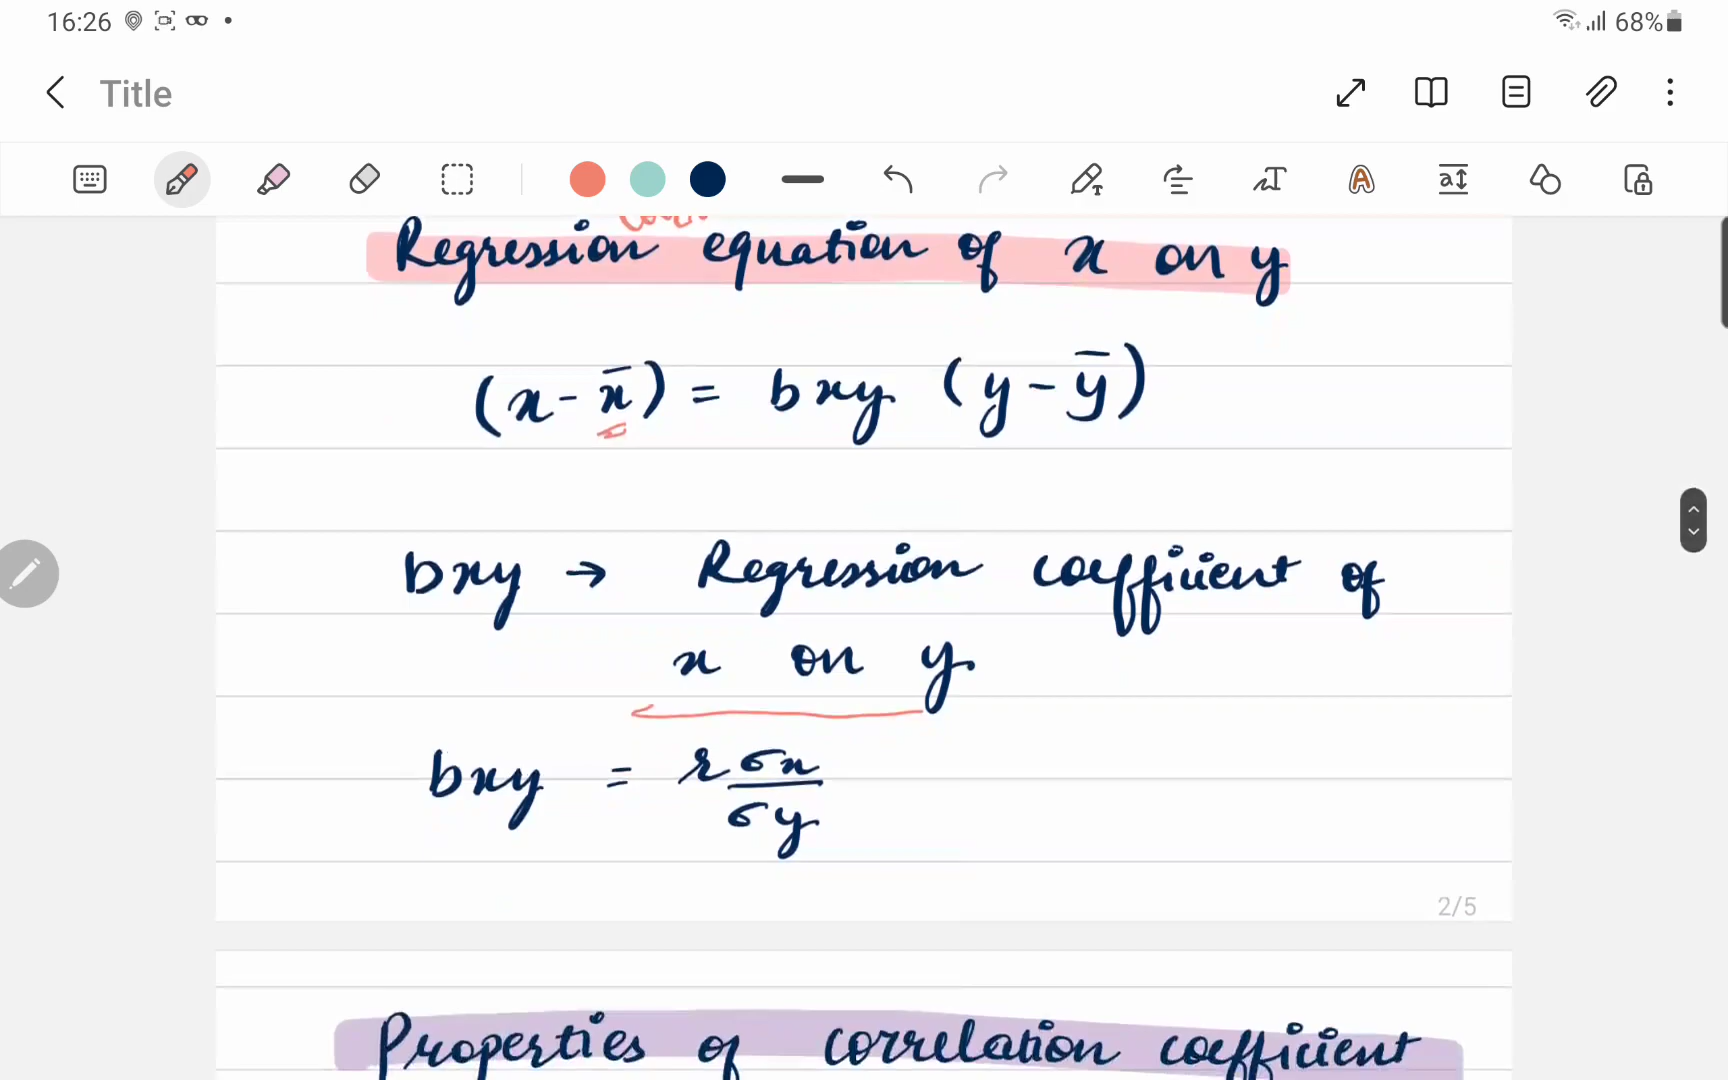 16:26
68%
Title
Regression equation of x on y
(x - x̄) = bxy (y - ȳ)
bxy → Regression coefficient of
x on y.
bxy = r σx / σy
2/5
Properties of correlation coefficient